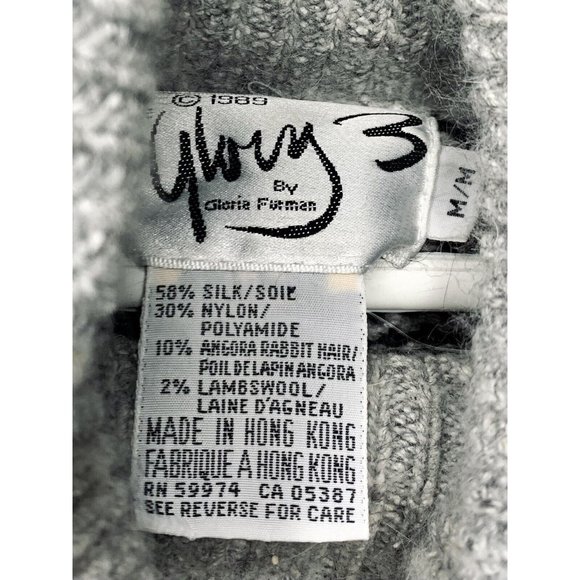 © 1989
Glory 3
By
Gloria Furman
M/M
58% SILK/SOIE
30% NYLON/
POLYAMIDE
10% ANGORA RABBIT HAIR/
POIL DE LAPIN ANGORA
2% LAMBSWOOL/
LAINE D'AGNEAU
MADE IN HONG KONG
FABRIQUE A HONG KONG
RN 59974 CA 05387
SEE REVERSE FOR CARE